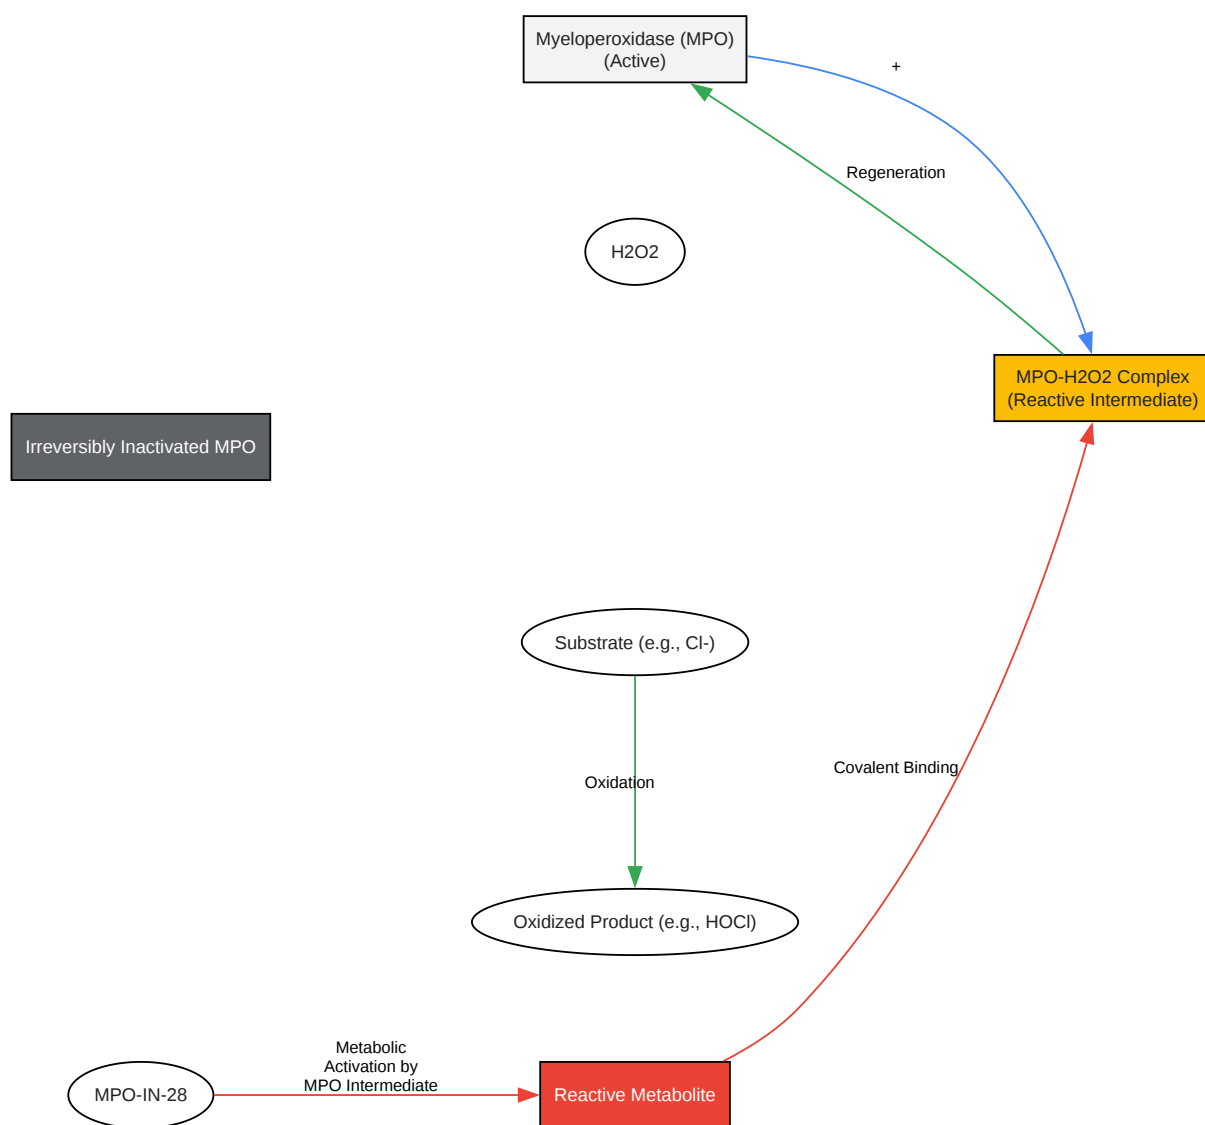 Myeloperoxidase (MPO)
(Active)
+
Regeneration
H2O2
MPO-H2O2 Complex
(Reactive Intermediate)
Irreversibly Inactivated MPO
Substrate (e.g., Cl-)
Covalent Binding
Oxidation
Oxidized Product (e.g., HOCl)
Metabolic
Activation by
MPO Intermediate
MPO-IN-28
Reactive Metabolite